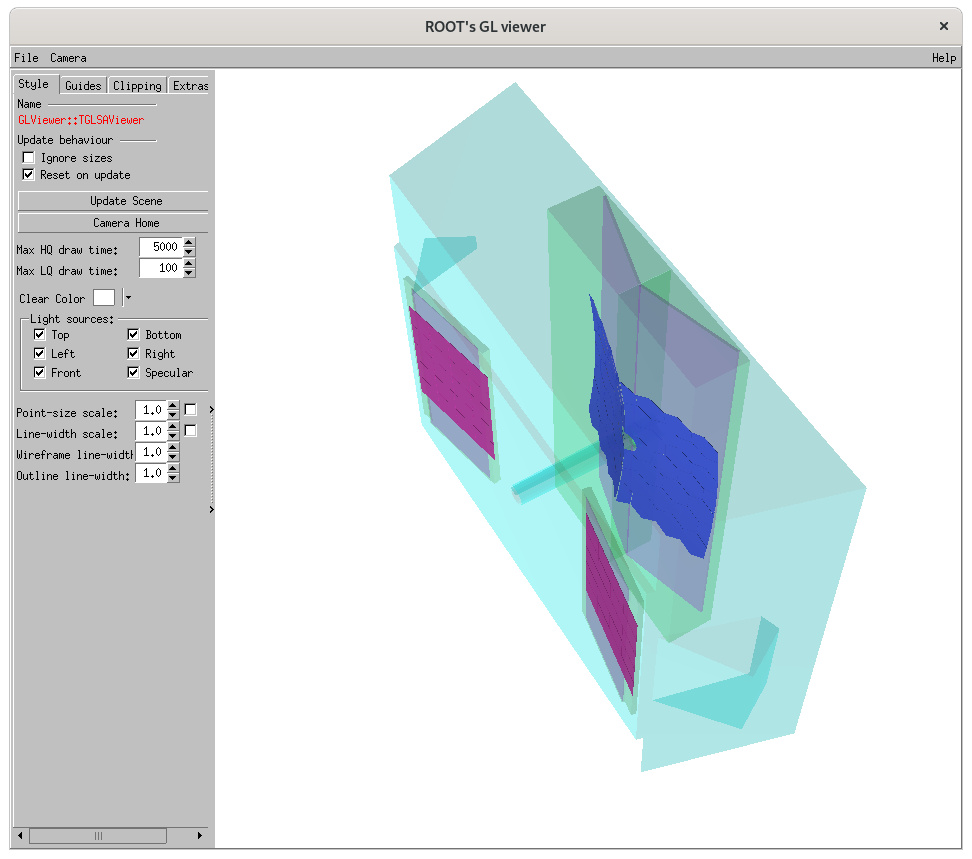 ROOT's GL viewer ×
File Camera Help
Style Guides Clipping Extras
Name
GLViewer::TGLSAViewer
Update behaviour
Ignore sizes
Reset on update
Update Scene
Camera Home
Max HQ draw time: 5000
Max LQ draw time: 100
Clear Color
Light sources:
Top Bottom
Left Right
Front Specular
Point-size scale: 1.0
Line-width scale: 1.0
Wireframe line-widt 1.0
Outline line-width: 1.0